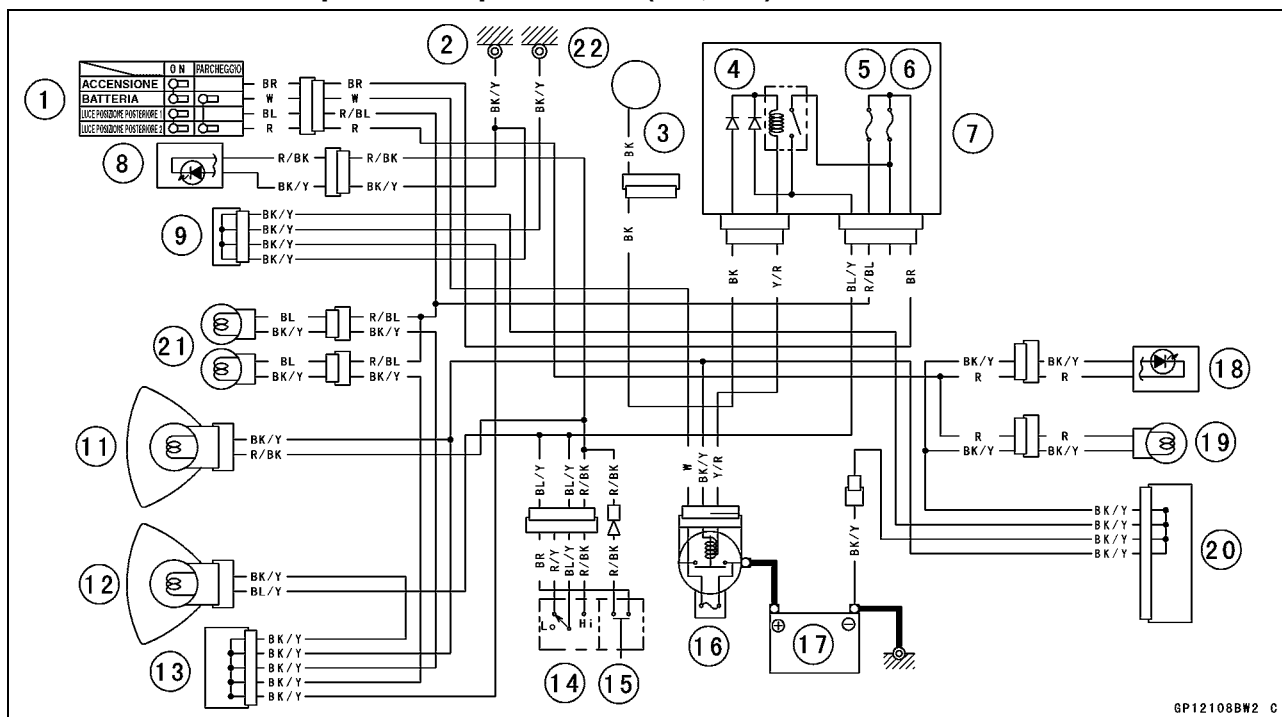 O N PARCHEGGIO
ACCENSIONE
BATTERIA
LUCE POSIZIONE POSTERIORE 1
LUCE POSIZIONE POSTERIORE 2
1
BR BR
W W
BL R/BL
R R
2
22
BK/Y BK/Y
BK
3
BK
4
5
6
7
8
R/BK R/BK
BK/Y BK/Y
9
BK/Y
BK/Y
BK/Y
BK/Y
BK
Y/R
BL/Y
R/BL
BR
21
BL R/BL
BK/Y BK/Y
BL R/BL
BK/Y BK/Y
11
BK/Y
R/BK
12
BK/Y
BL/Y
13
BK/Y
BK/Y
BK/Y
BK/Y
BK/Y
BL/Y
BL/Y
R/BK
R/BK
BR
R/Y
BL/Y
R/BK
R/BK
Lo
Hi
14
15
W
BK/Y
Y/R
16
BK/Y
17
BK/Y BK/Y
R R
18
R R
BK/Y BK/Y
19
BK/Y
BK/Y
BK/Y
BK/Y
20
GP12108BW2 C